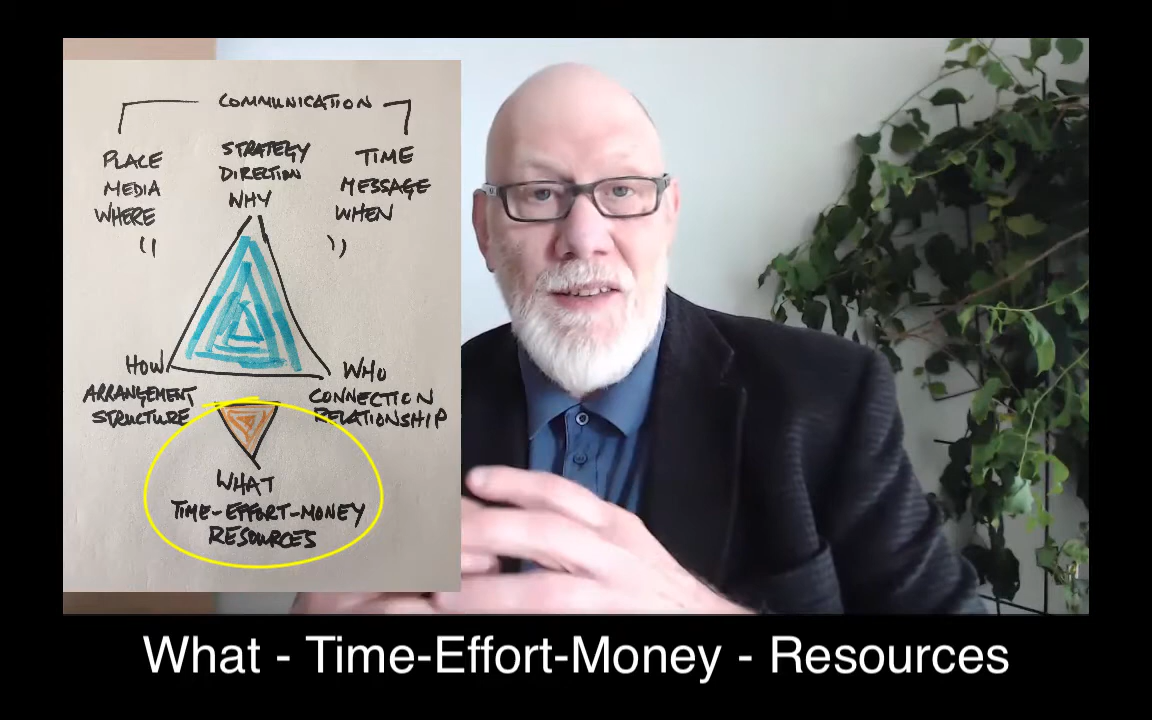 COMMUNICATION
PLACE
MEDIA
WHERE
STRATEGY
DIRECTION
WHY
TIME
MESSAGE
WHEN
HOW
ARRANGEMENT
STRUCTURE
WHO
CONNECTION
RELATIONSHIP
WHAT
TIME-EFFORT-MONEY
RESOURCES
What - Time-Effort-Money - Resources